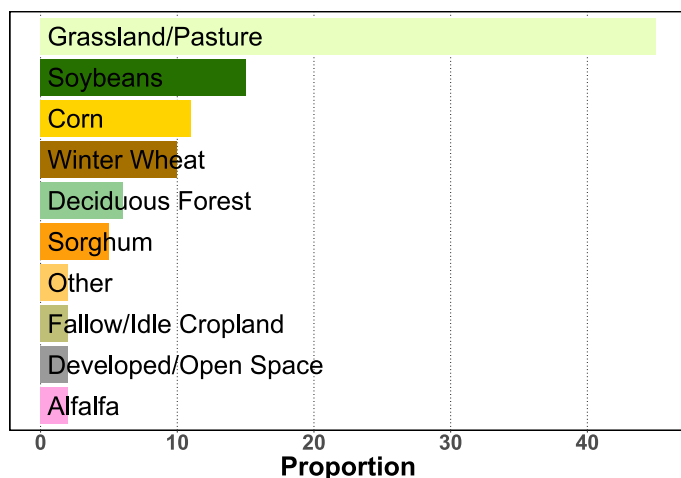 Grassland/Pasture
Soybeans
Corn
Winter Wheat
Deciduous Forest
Sorghum
Other
Fallow/Idle Cropland
Developed/Open Space
Alfalfa
0 10 20 30 40
Proportion